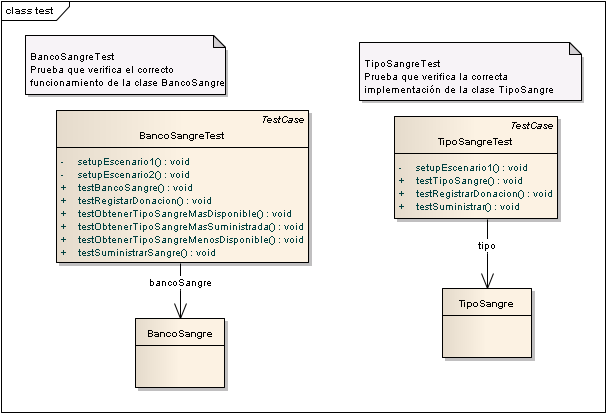 class test
BancoSangreTest
Prueba que verifica el correcto
funcionamiento de la clase BancoSangre
TipoSangreTest
Prueba que verifica la correcta
implementación de la clase TipoSangre
TestCase
BancoSangreTest
- setupEscenario1() : void
- setupEscenario2() : void
+ testBancoSangre() : void
+ testRegistarDonacion() : void
+ testObtenerTipoSangreMasDisponible() : void
+ testObtenerTipoSangreMasSuministrada() : void
+ testObtenerTipoSangreMenosDisponible() : void
+ testSuministrarSangre() : void
TestCase
TipoSangreTest
- setupEscenario1() : void
+ testTipoSangre() : void
+ testRegistrarDonacion() : void
+ testSuministrar() : void
bancoSangre
tipo
BancoSangre
TipoSangre